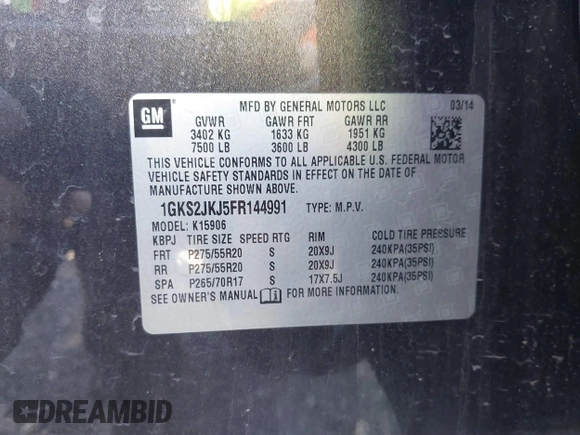 GM
MFD BY GENERAL MOTORS LLC 03/14
GVWR GAWR FRT GAWR RR
3402 KG 1633 KG 1951 KG
7500 LB 3600 LB 4300 LB
THIS VEHICLE CONFORMS TO ALL APPLICABLE U.S. FEDERAL MOTOR
VEHICLE SAFETY STANDARDS IN EFFECT ON THE DATE OF
MANUFACTURE SHOWN ABOVE.
1GKS2JKJ5FR144991 TYPE: M.P.V.
MODEL: K15906
KBPJ TIRE SIZE SPEED RTG RIM COLD TIRE PRESSURE
FRT P275/55R20 S 20X9J 240KPA(35PSI)
RR P275/55R20 S 20X9J 240KPA(35PSI)
SPA P265/70R17 S 17X7.5J 240KPA(35PSI)
SEE OWNER'S MANUAL FOR MORE INFORMATION.
DREAMBID